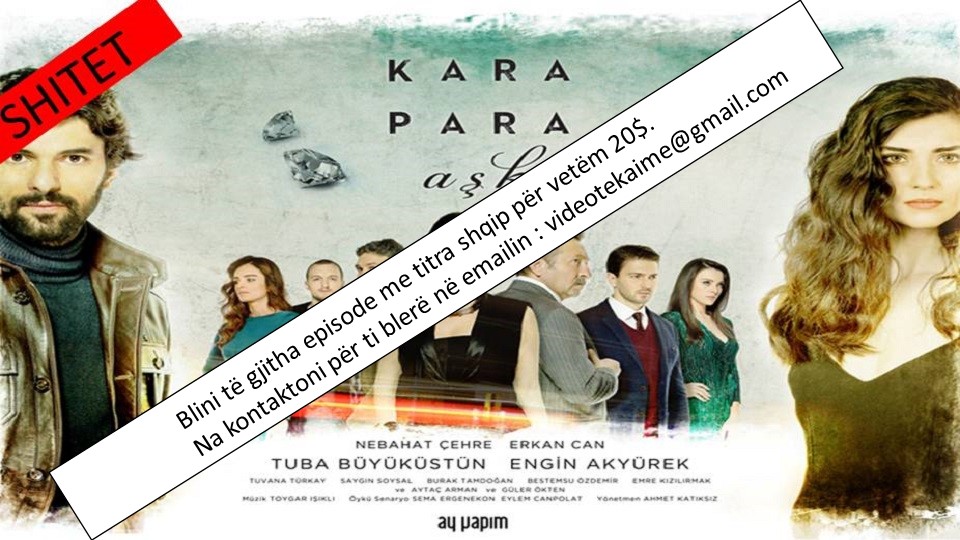 SHITET
KARA
PARA
aşk
Blini të gjitha episode me titra shqip për vetëm 20$.
Na kontaktoni për ti blerë në emailin : videotekaime@gmail.com
NEBAHAT ÇEHRE ERKAN CAN
TUBA BÜYÜKÜSTÜN ENGİN AKYÜREK
TUVANA TÜRKAY SAYGIN SOYSAL BURAK TAMDOĞAN BESTEMSU ÖZDEMİR EMRE KIZILIRMAK
ve AYTAÇ ARMAN ve GÜLER ÖKTEN
Müzik TOYGAR IŞIKLI Öykü Senaryo SEMA ERGENEKON EYLEM CANPOLAT Yönetmen AHMET KATIKSIZ
ay yapım